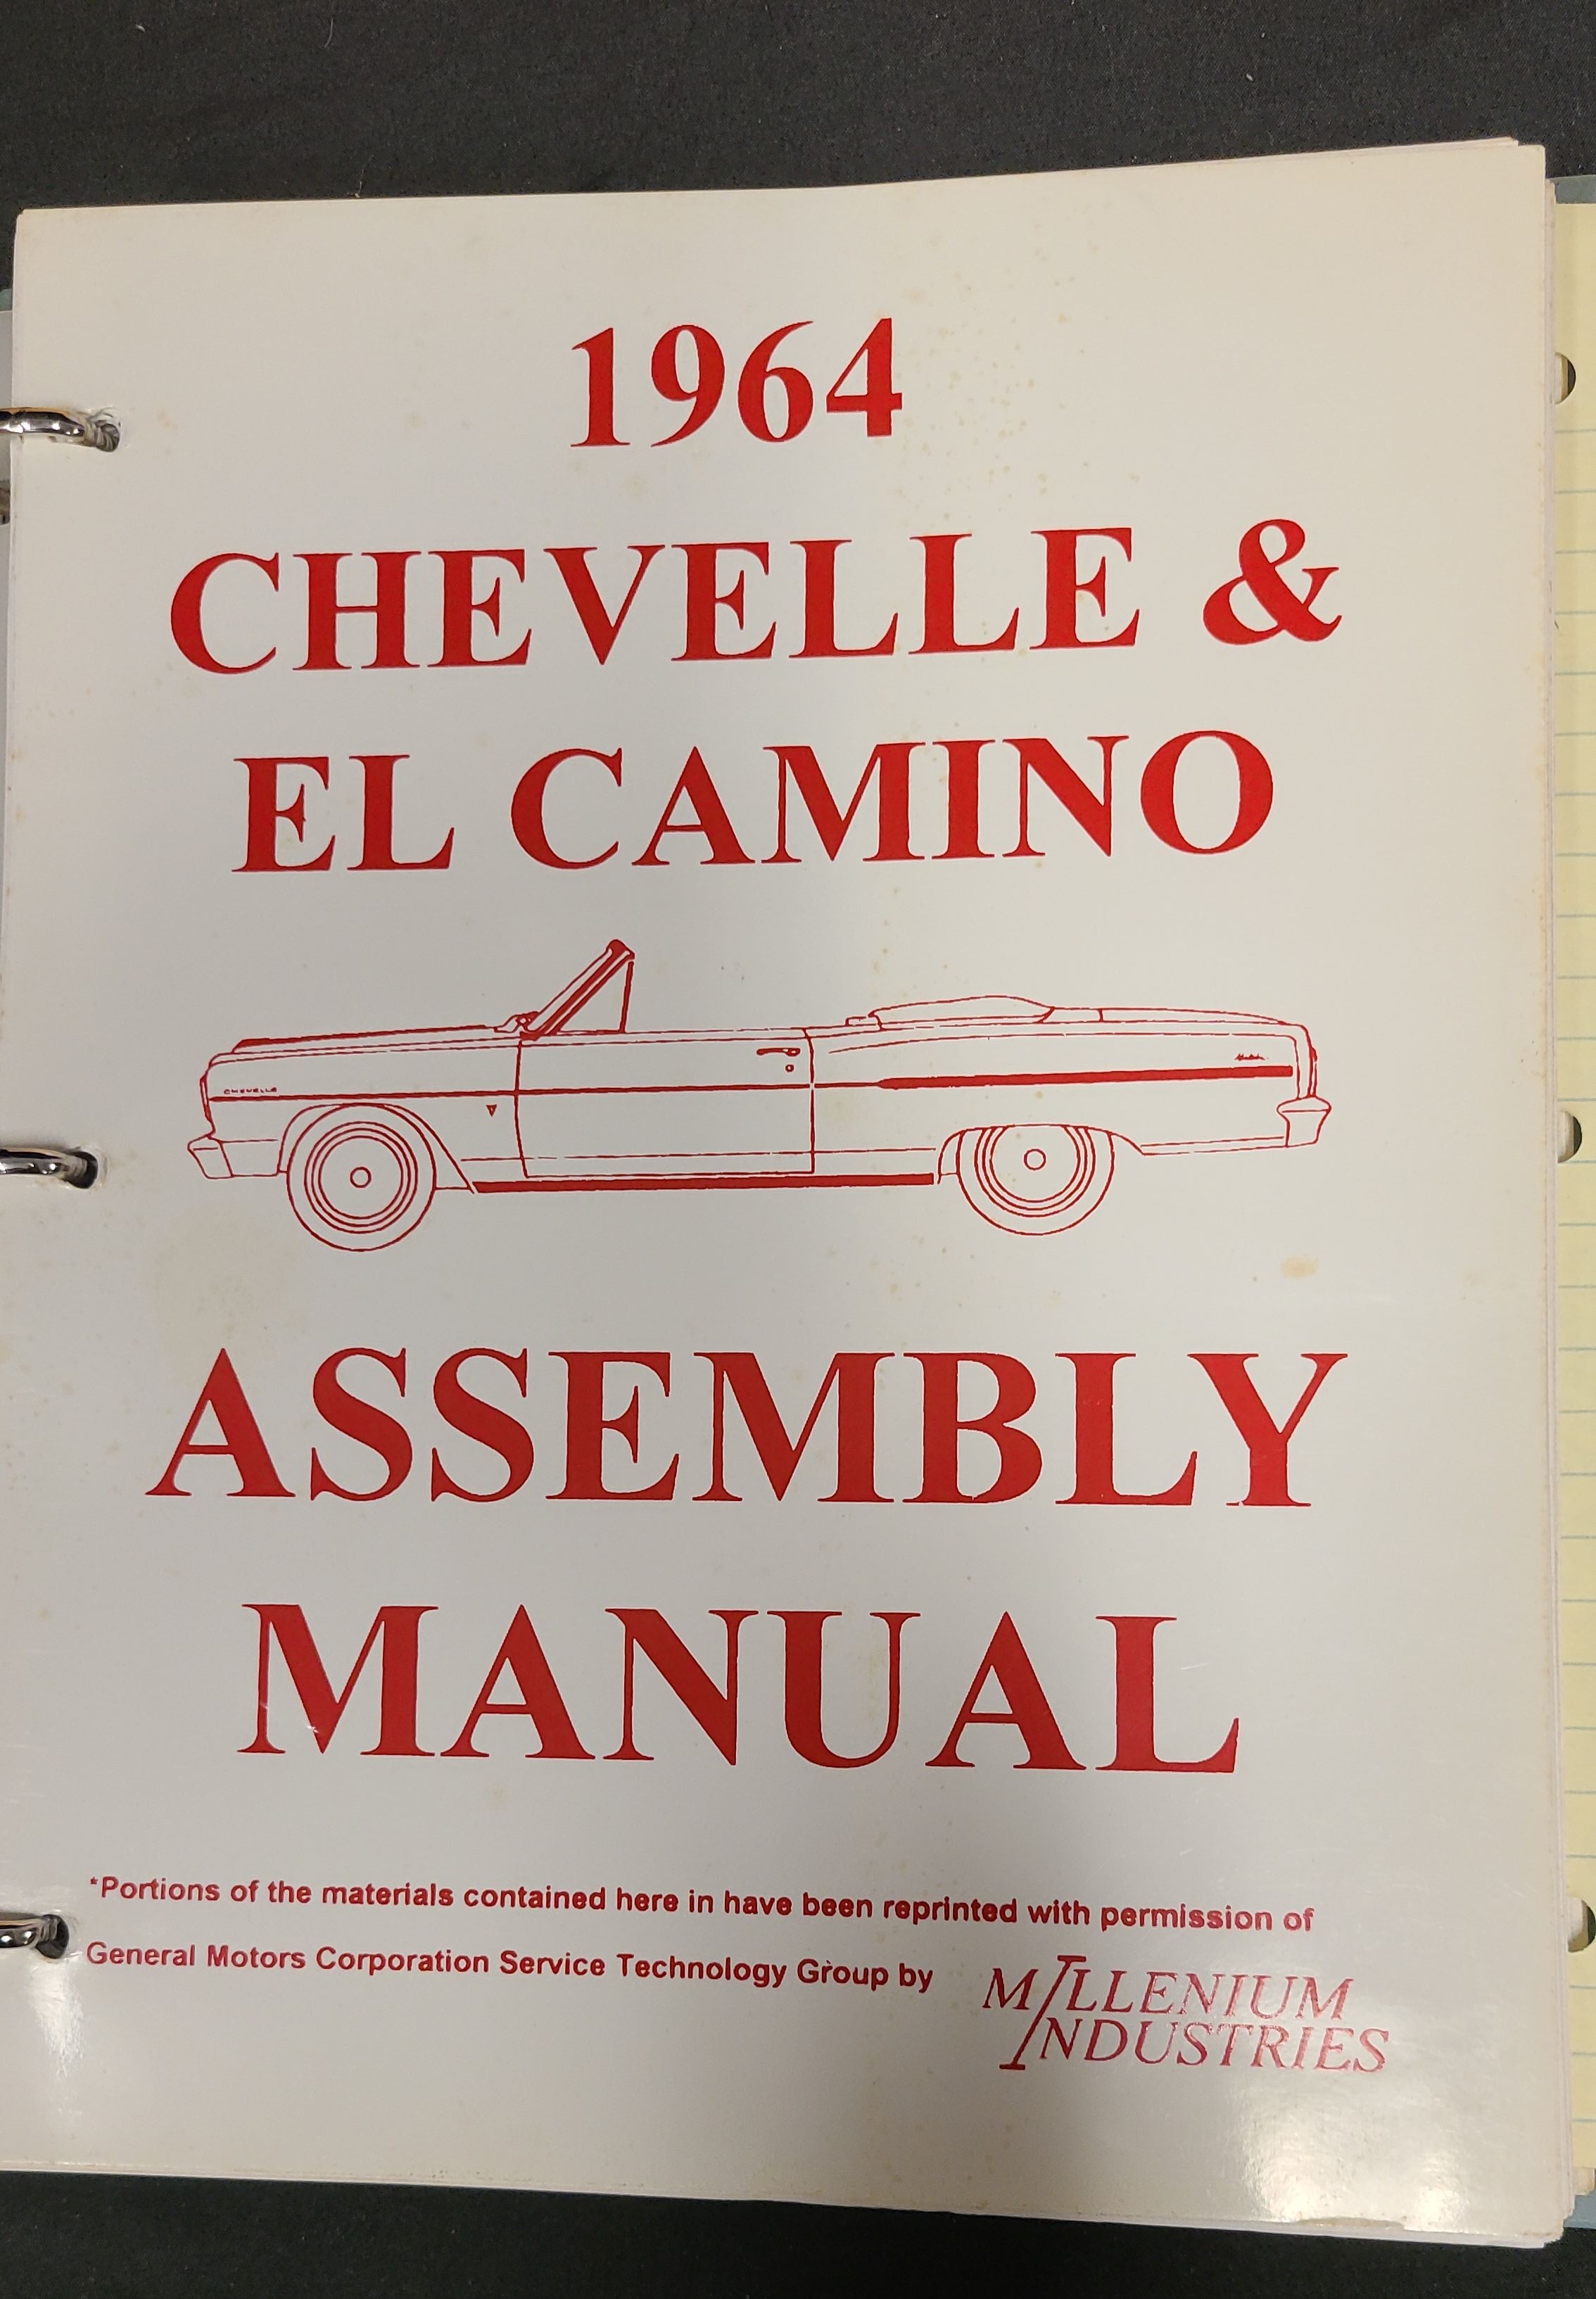 1964
CHEVELLE &
EL CAMINO
CHEVELLE
ASSEMBLY
MANUAL
*Portions of the materials contained here in have been reprinted with permission of
General Motors Corporation Service Technology Group by
MILLENIUM
INDUSTRIES